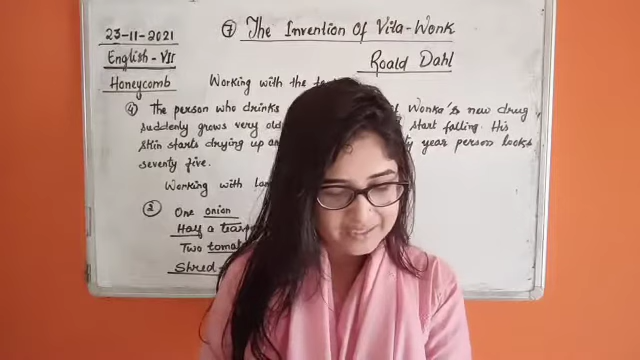 23-11-2021
English - VII
Honeycomb
⑦ The Invention Of Vita-Wonk
Roald Dahl
Working with the
④ The person who drinks Wonka's new drug
suddenly grows very start falling. His
skin starts drying up year person looks
seventy five.
Working with
② One onion
Half a
Two
Shred